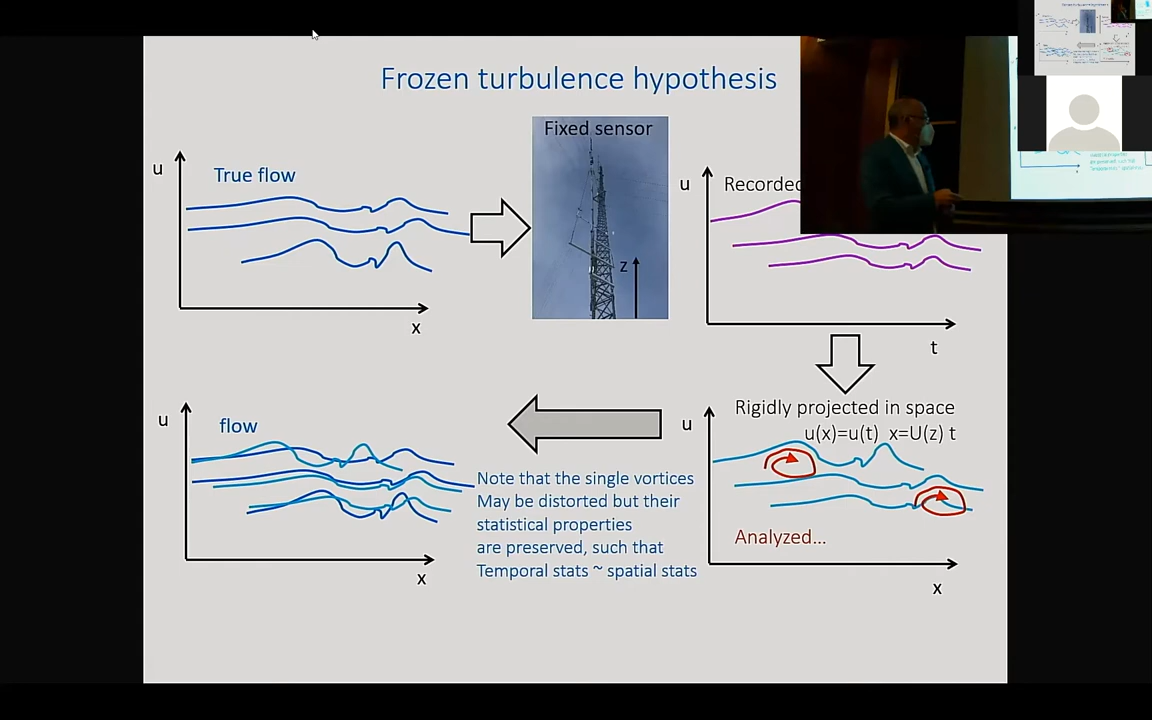 Frozen turbulence hypothesis
u
True flow
x
Fixed sensor
z
u
Recorded
t
Rigidly projected in space
u(x)=u(t) x=U(z) t
u
Analyzed...
x
Note that the single vortices
May be distorted but their
statistical properties
are preserved, such that
Temporal stats ~ spatial stats
u
flow
x